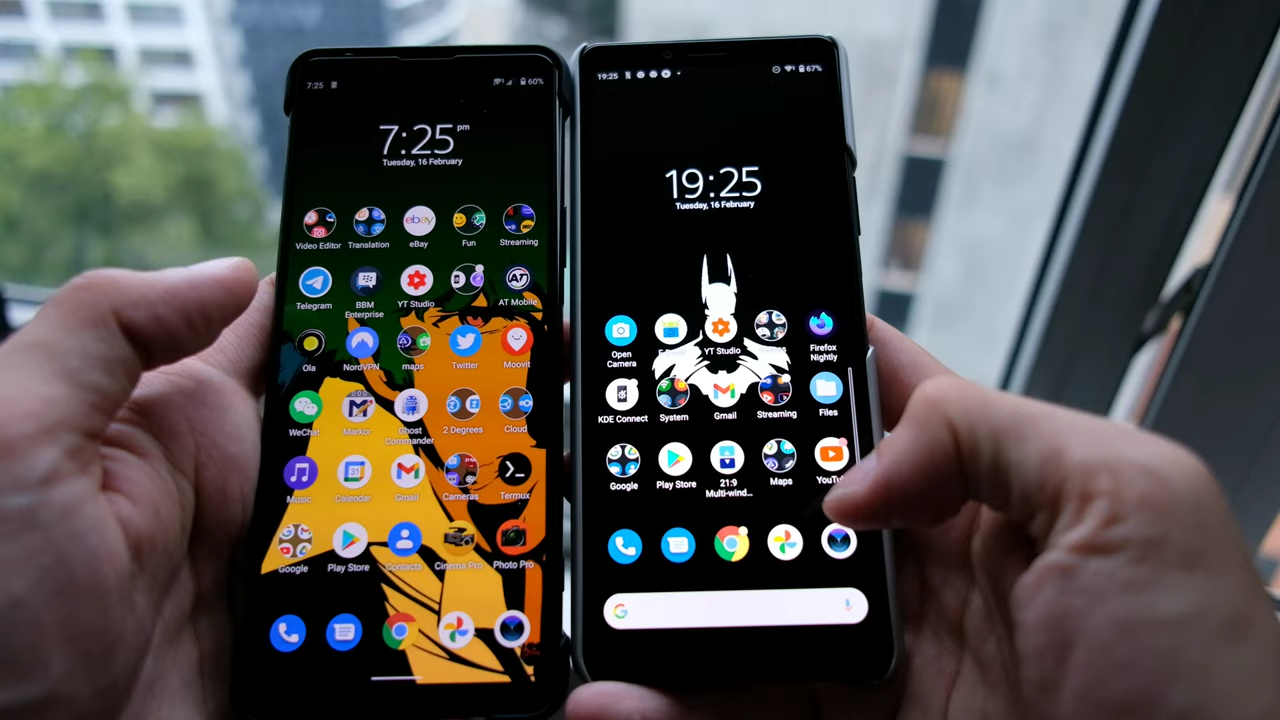 7:25
60%
7:25 pm
Tuesday, 16 February
Video Editor
Translation
eBay
Fun
Streaming
Telegram
BBM
Enterprise
YT Studio
AT Mobile
Ola
NordVPN
maps
Twitter
Moovit
WeChat
Markor
Ghost
Commander
2 Degrees
Cloud
Music
Calendar
Gmail
Cameras
Termux
Google
Play Store
Contacts
Cinema Pro
Photo Pro
ebay
AT
31
19:25
67%
19:25
Tuesday, 16 February
Open
Camera
YT Studio
Firefox
Nightly
KDE Connect
System
Gmail
Streaming
Files
Google
Play Store
21:9
Multi-wind...
Maps
G